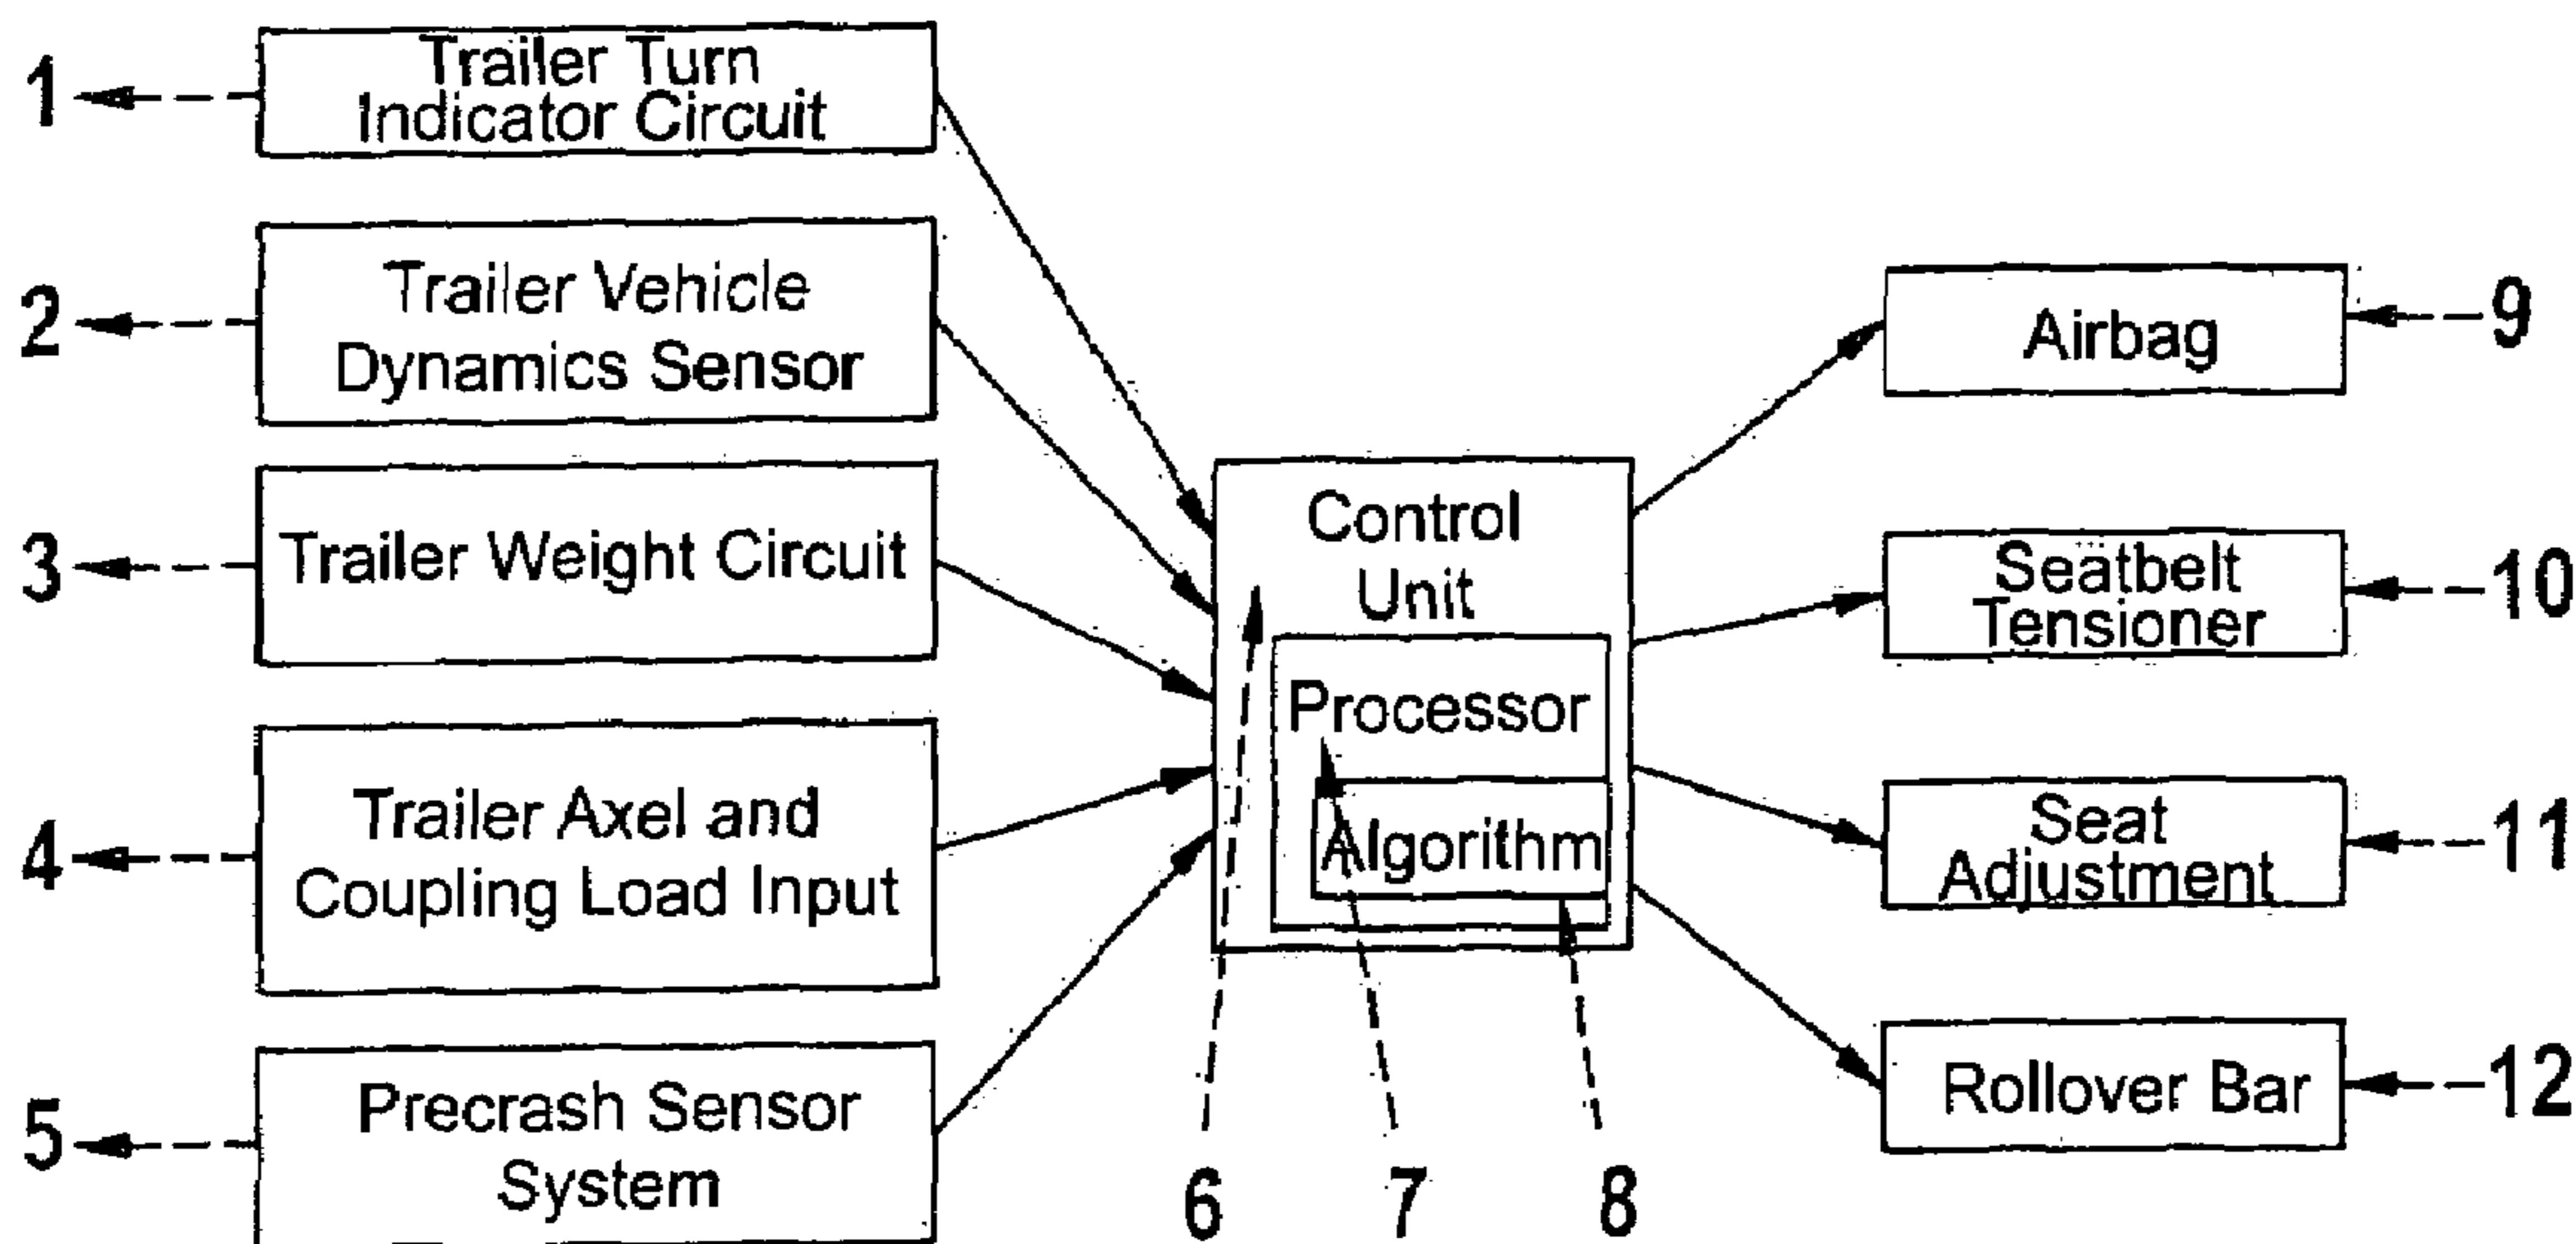 1
Trailer Turn
Indicator Circuit
2
Trailer Vehicle
Dynamics Sensor
3
Trailer Weight Circuit
4
Trailer Axel and
Coupling Load Input
5
Precrash Sensor
System
Control
Unit
Processor
Algorithm
6
7
8
Airbag
9
Seatbelt
Tensioner
10
Seat
Adjustment
11
Rollover Bar
12